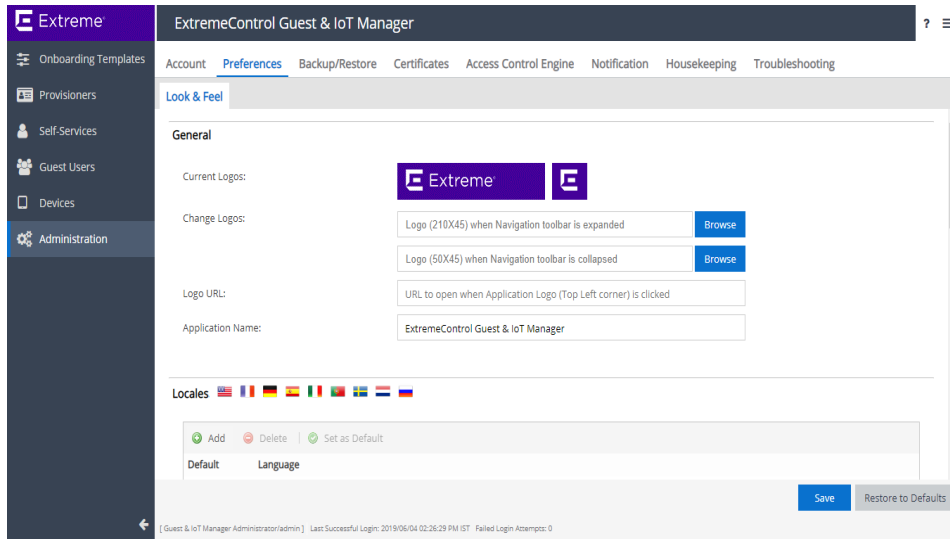 Extreme
ExtremeControl Guest & IoT Manager
?
Onboarding Templates
Provisioners
Self-Services
Guest Users
Devices
Administration
Account Preferences Backup/Restore Certificates Access Control Engine Notification Housekeeping Troubleshooting
Look & Feel
General
Current Logos:
Extreme
Change Logos:
Logo (210X45) when Navigation toolbar is expanded Browse
Logo (50X45) when Navigation toolbar is collapsed Browse
Logo URL:
URL to open when Application Logo (Top Left corner) is clicked
Application Name:
ExtremeControl Guest & IoT Manager
Locales
Add Delete Set as Default
Default Language
Save Restore to Defaults
[ Guest & IoT Manager Administrator/admin ] Last Successful Login: 2019/06/04 02:26:29 PM IST Failed Login Attempts: 0